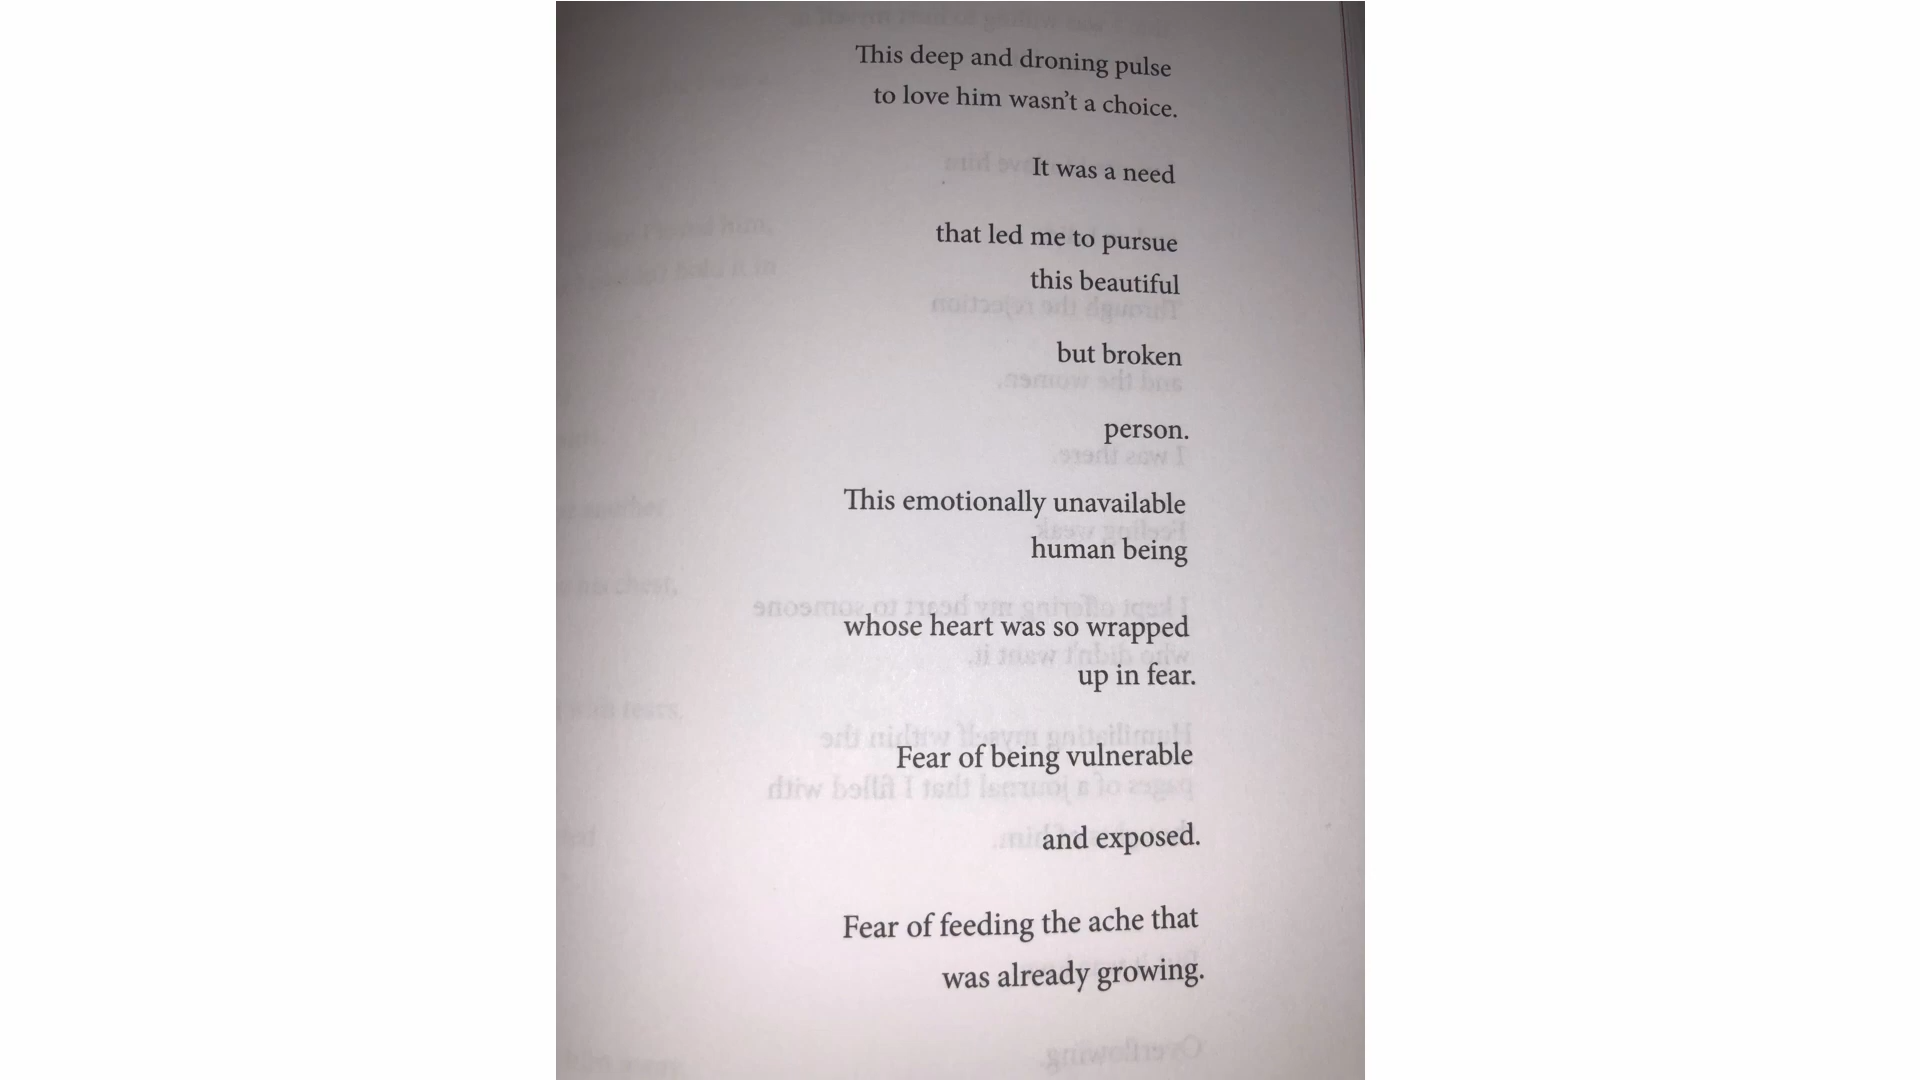 This deep and droning pulse
to love him wasn't a choice.
It was a need
that led me to pursue
this beautiful
but broken
person.
This emotionally unavailable
human being
whose heart was so wrapped
up in fear.
Fear of being vulnerable
and exposed.
Fear of feeding the ache that
was already growing.